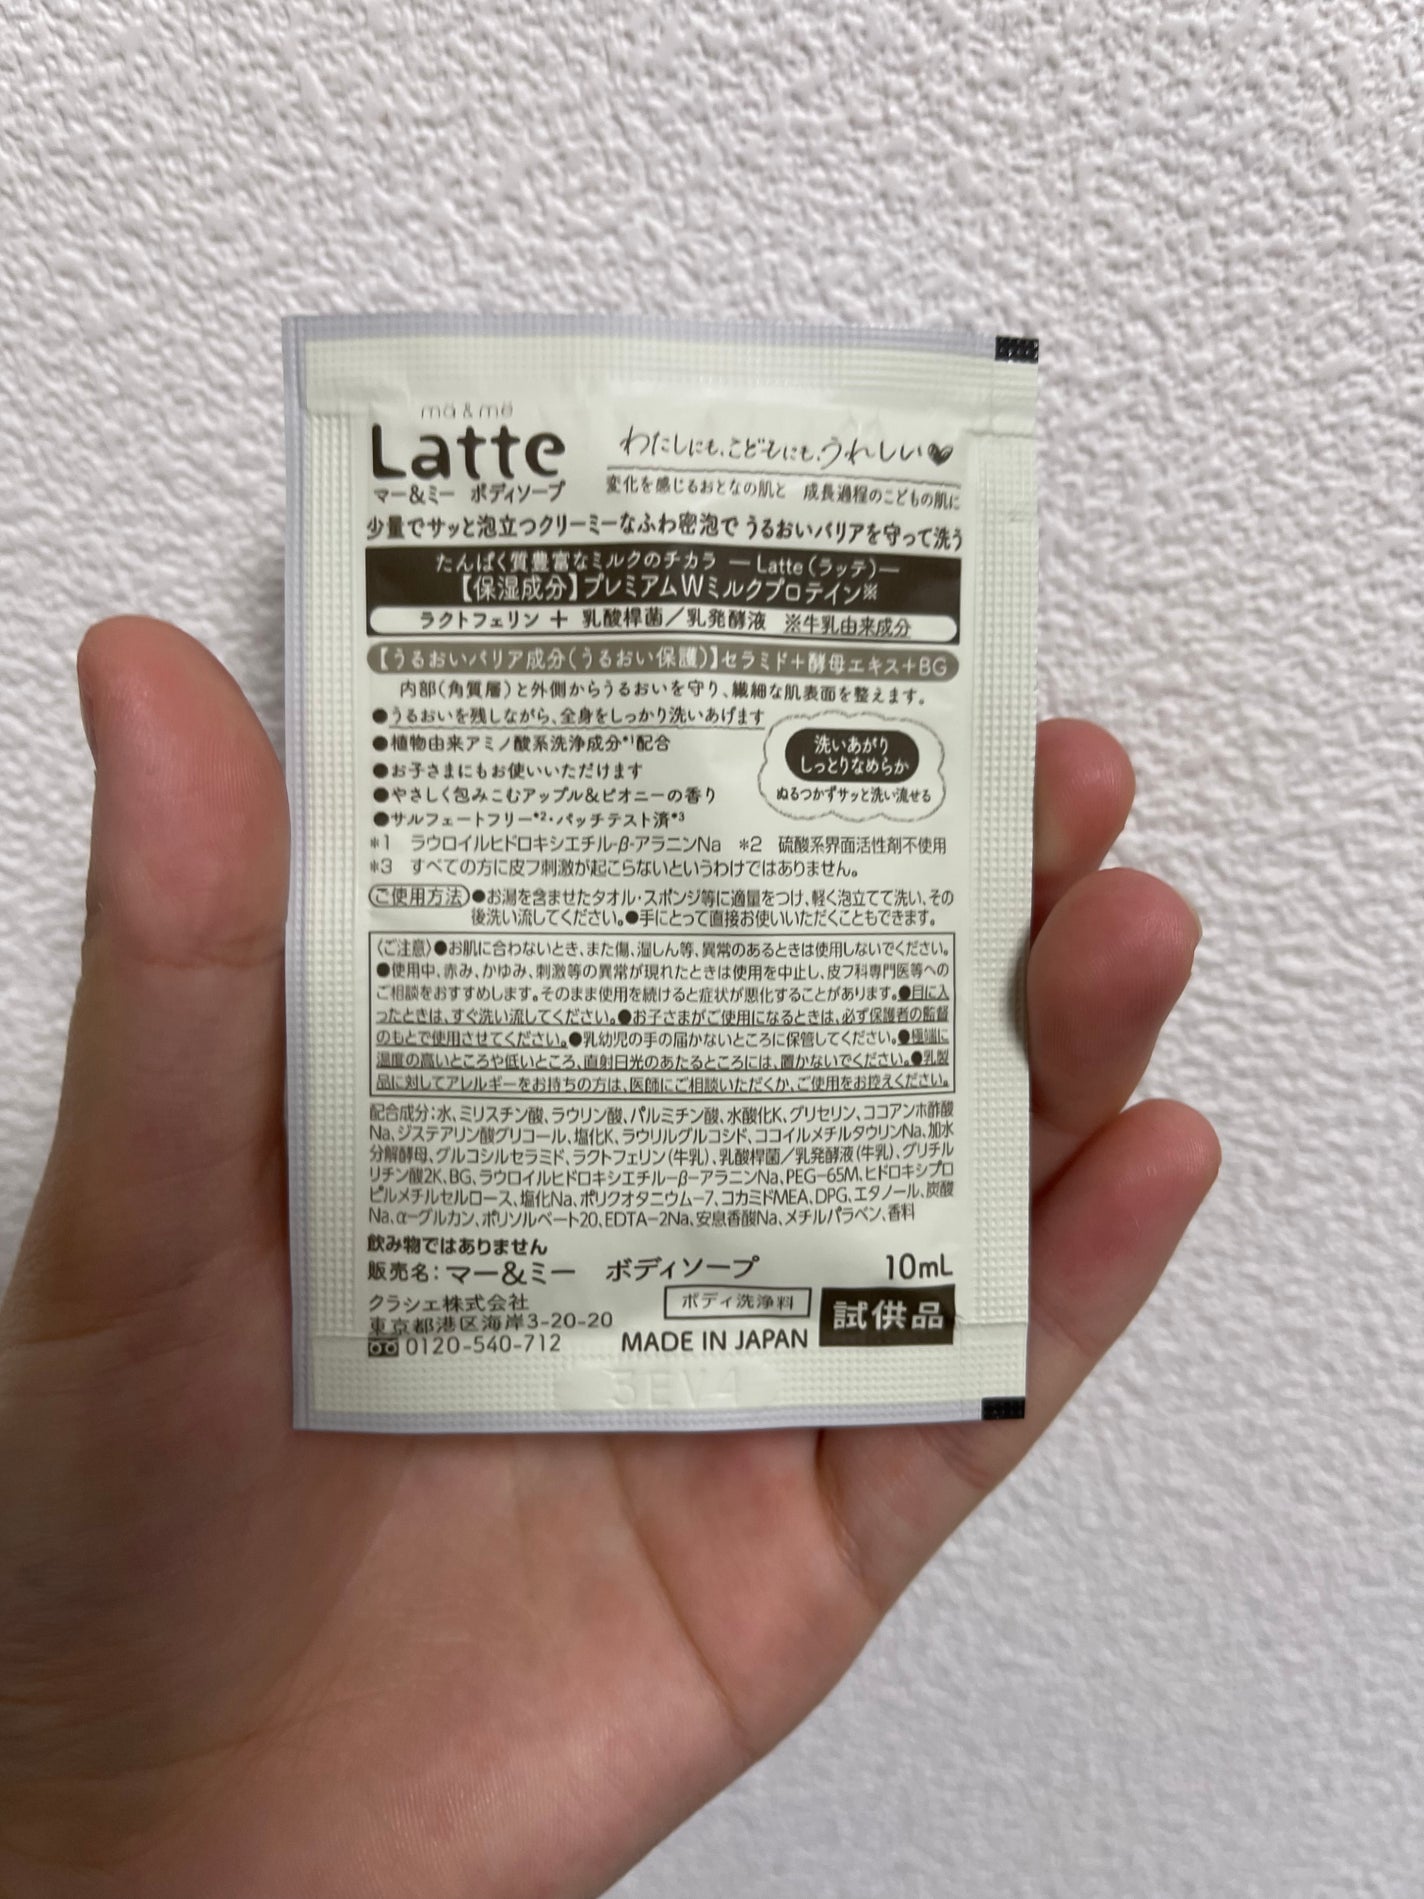 mä & më
Latte
マー&ミー ボディソープ
わたしにも、こどもにも、うれしい
変化を感じるおとなの肌と 成長過程のこどもの肌に
少量でサッと泡立つクリーミーなふわ密泡で うるおいバリアを守って洗う
たんぱく質豊富なミルクのチカラ ― Latte(ラッテ)―
【保湿成分】プレミアムWミルクプロテイン※
ラクトフェリン + 乳酸桿菌/乳発酵液 ※牛乳由来成分
【うるおいバリア成分(うるおい保護)】セラミド+酵母エキス+BG
内部(角質層)と外側からうるおいを守り、繊細な肌表面を整えます。
●うるおいを残しながら、全身をしっかり洗いあげます
●植物由来アミノ酸系洗浄成分*1配合
●お子さまにもお使いいただけます
●やさしく包みこむアップル&ピオニーの香り
●サルフェートフリー*2・パッチテスト済*3
洗いあがり
しっとりなめらか
ぬるつかずサッと洗い流せる
*1 ラウロイルヒドロキシエチル-β-アラニンNa *2 硫酸系界面活性剤不使用
*3 すべての方に皮フ刺激が起こらないというわけではありません。
ご使用方法 ●お湯を含ませたタオル・スポンジ等に適量をつけ、軽く泡立てて洗い、その
後洗い流してください。●手にとって直接お使いいただくこともできます。
〈ご注意〉●お肌に合わないとき、また傷、湿しん等、異常のあるときは使用しないでください。
●使用中、赤み、かゆみ、刺激等の異常が現れたときは使用を中止し、皮フ科専門医等への
ご相談をおすすめします。そのまま使用を続けると症状が悪化することがあります。●目に入
ったときは、すぐ洗い流してください。●お子さまがご使用になるときは、必ず保護者の監督
のもとで使用させてください。●乳幼児の手の届かないところに保管してください。●極端に
温度の高いところや低いところ、直射日光のあたるところには、置かないでください。●乳製
品に対してアレルギーをお持ちの方は、医師にご相談いただくか、ご使用をお控えください。
配合成分:水、ミリスチン酸、ラウリン酸、パルミチン酸、水酸化K、グリセリン、ココアンホ酢酸
Na、ジステアリン酸グリコール、塩化K、ラウリルグルコシド、ココイルメチルタウリンNa、加水
分解酵母、グルコシルセラミド、ラクトフェリン(牛乳)、乳酸桿菌/乳発酵液(牛乳)、グリチル
リチン酸2K、BG、ラウロイルヒドロキシエチル-β-アラニンNa、PEG-65M、ヒドロキシプロ
ピルメチルセルロース、塩化Na、ポリクオタニウム-7、コカミドMEA、DPG、エタノール、炭酸
Na、α-グルカン、ポリソルベート20、EDTA-2Na、安息香酸Na、メチルパラベン、香料
飲み物ではありません
販売名:マー&ミー ボディソープ 10mL
クラシエ株式会社
東京都港区海岸3-20-20
0120-540-712
ボディ洗浄料
MADE IN JAPAN
試供品
3EV4